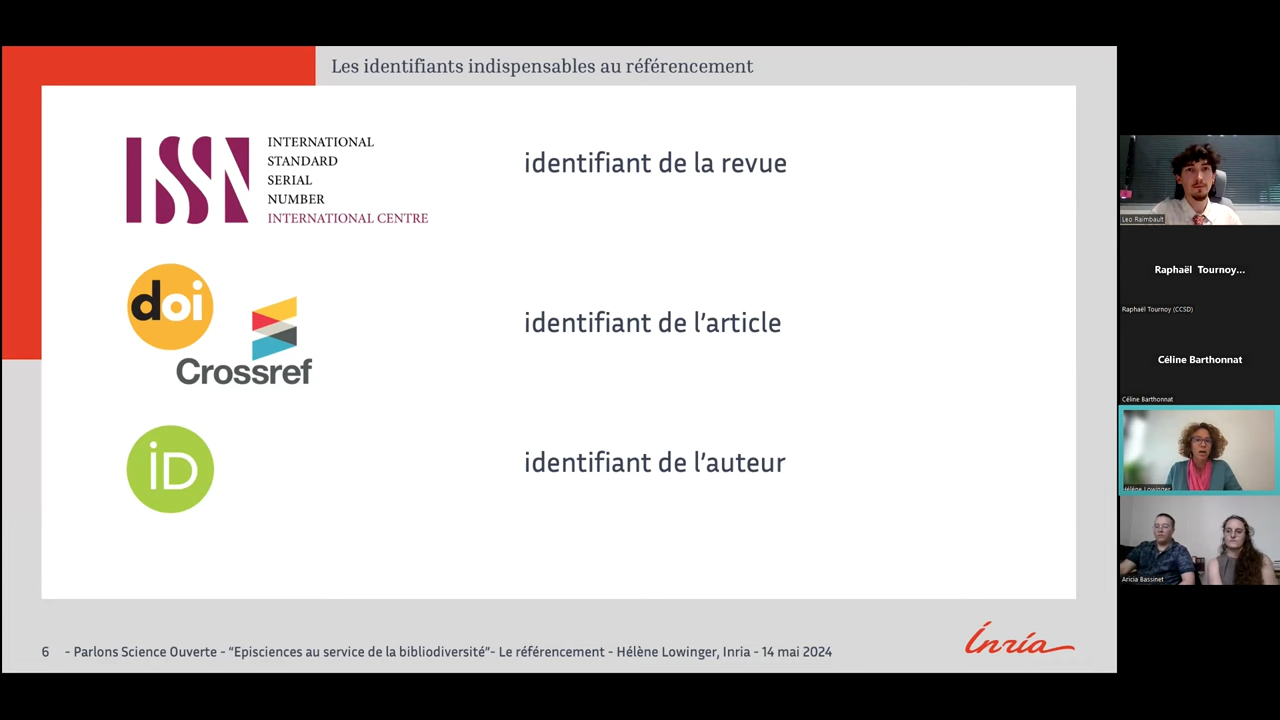 Les identifiants indispensables au référencement
ISSN
INTERNATIONAL
STANDARD
SERIAL
NUMBER
INTERNATIONAL CENTRE
identifiant de la revue
doi
Crossref
identifiant de l’article
iD
identifiant de l’auteur
6 - Parlons Science Ouverte - “Episciences au service de la bibliodiversité”- Le référencement - Hélène Lowinger, Inria - 14 mai 2024
Inria
Leo Raimbault
Raphaël Tournoy...
Raphaël Tournoy (CCSD)
Céline Barthonnat
Céline Barthonnat
Hélène Lowinger
Aricia Bassinet